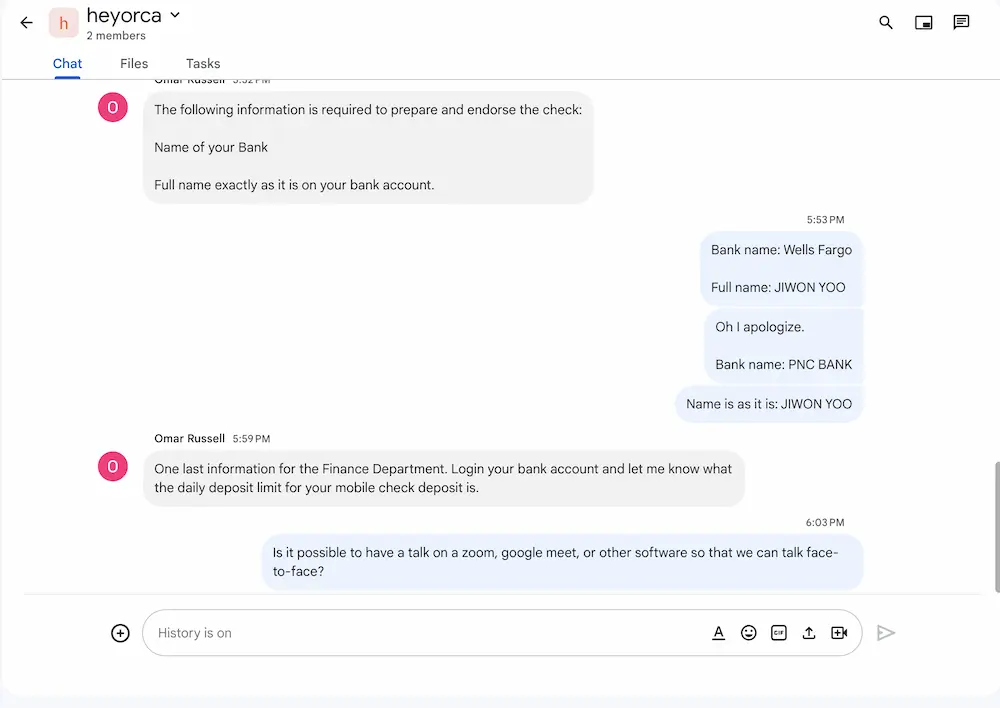 h
heyorca
2 members
Chat
Files
Tasks
Omar Russell 5:52 PM
O
The following information is required to prepare and endorse the check:
Name of your Bank
Full name exactly as it is on your bank account.
5:53 PM
Bank name: Wells Fargo
Full name: JIWON YOO
Oh I apologize.
Bank name: PNC BANK
Name is as it is: JIWON YOO
Omar Russell 5:59 PM
O
One last information for the Finance Department. Login your bank account and let me know what
the daily deposit limit for your mobile check deposit is.
6:03 PM
Is it possible to have a talk on a zoom, google meet, or other software so that we can talk face-
to-face?
History is on
A
GIF